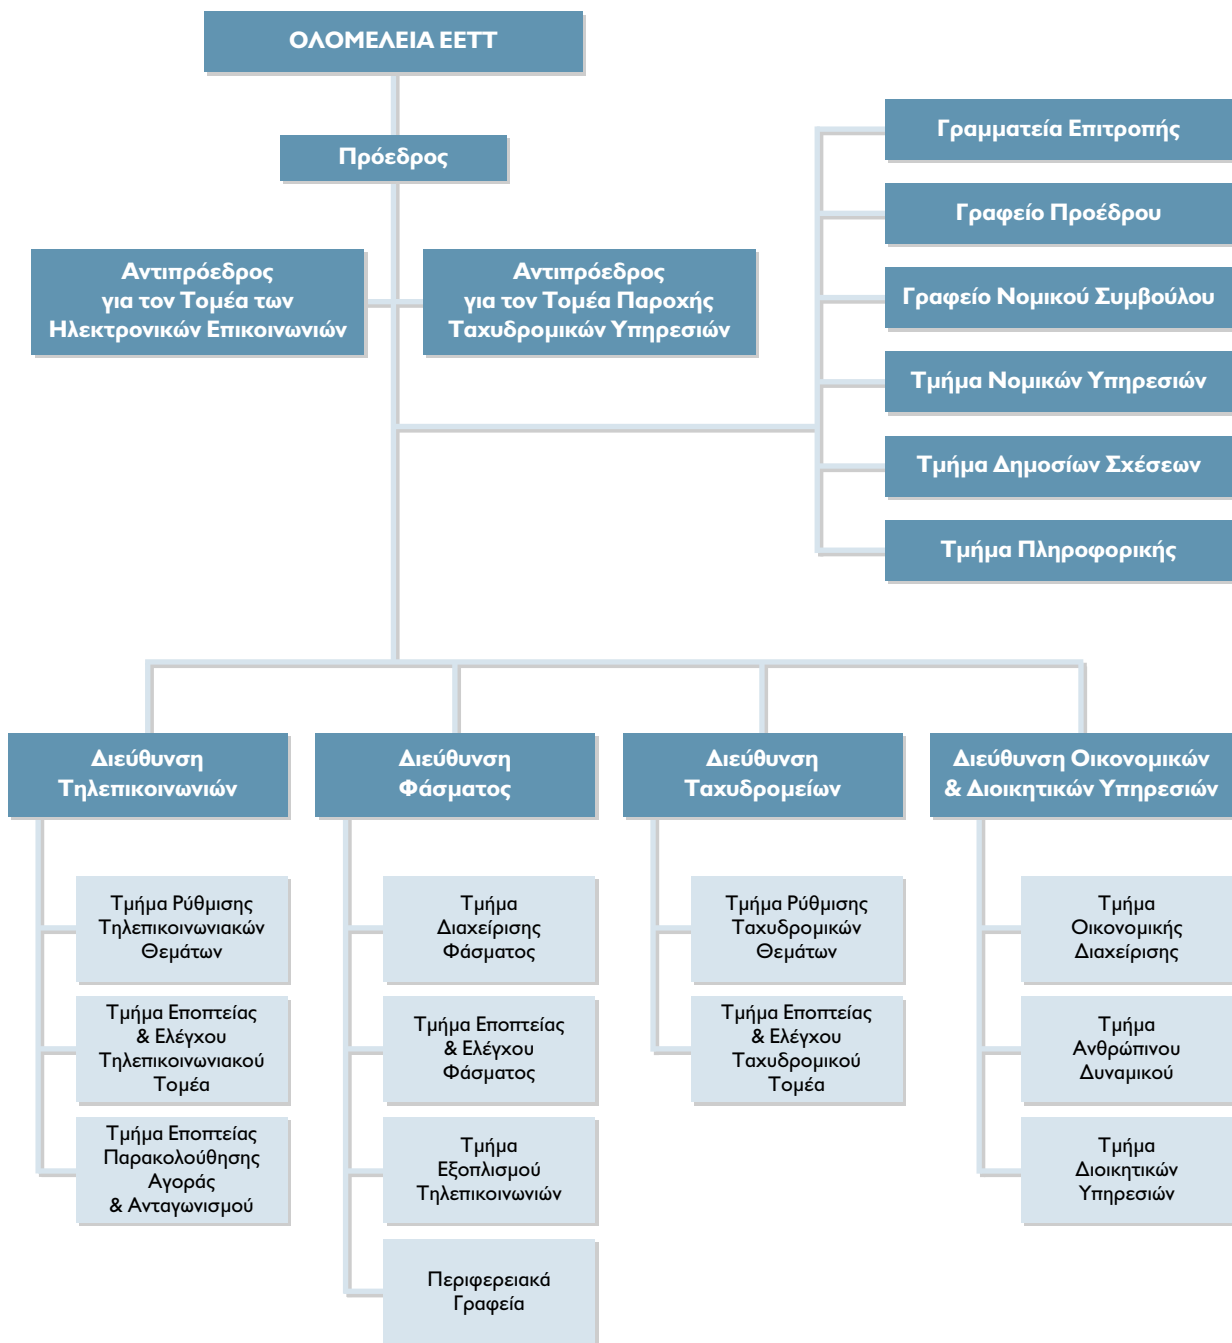 ΟΛΟΜΕΛΕΙΑ ΕΕΤΤ
Πρόεδρος
Αντιπρόεδρος
για τον Τομέα των
Ηλεκτρονικών Επικοινωνιών
Αντιπρόεδρος
για τον Τομέα Παροχής
Ταχυδρομικών Υπηρεσιών
Γραμματεία Επιτροπής
Γραφείο Προέδρου
Γραφείο Νομικού Συμβούλου
Τμήμα Νομικών Υπηρεσιών
Τμήμα Δημοσίων Σχέσεων
Τμήμα Πληροφορικής
Διεύθυνση
Τηλεπικοινωνιών
Τμήμα Ρύθμισης
Τηλεπικοινωνιακών
Θεμάτων
Τμήμα Εποπτείας
& Ελέγχου
Τηλεπικοινωνιακού
Τομέα
Τμήμα Εποπτείας
Παρακολούθησης
Αγοράς
& Ανταγωνισμού
Διεύθυνση
Φάσματος
Τμήμα
Διαχείρισης
Φάσματος
Τμήμα Εποπτείας
& Ελέγχου
Φάσματος
Τμήμα
Εξοπλισμού
Τηλεπικοινωνιών
Περιφερειακά
Γραφεία
Διεύθυνση
Ταχυδρομείων
Τμήμα Ρύθμισης
Ταχυδρομικών
Θεμάτων
Τμήμα Εποπτείας
& Ελέγχου
Ταχυδρομικού
Τομέα
Διεύθυνση Οικονομικών
& Διοικητικών Υπηρεσιών
Τμήμα
Οικονομικής
Διαχείρισης
Τμήμα
Ανθρώπινου
Δυναμικού
Τμήμα
Διοικητικών
Υπηρεσιών